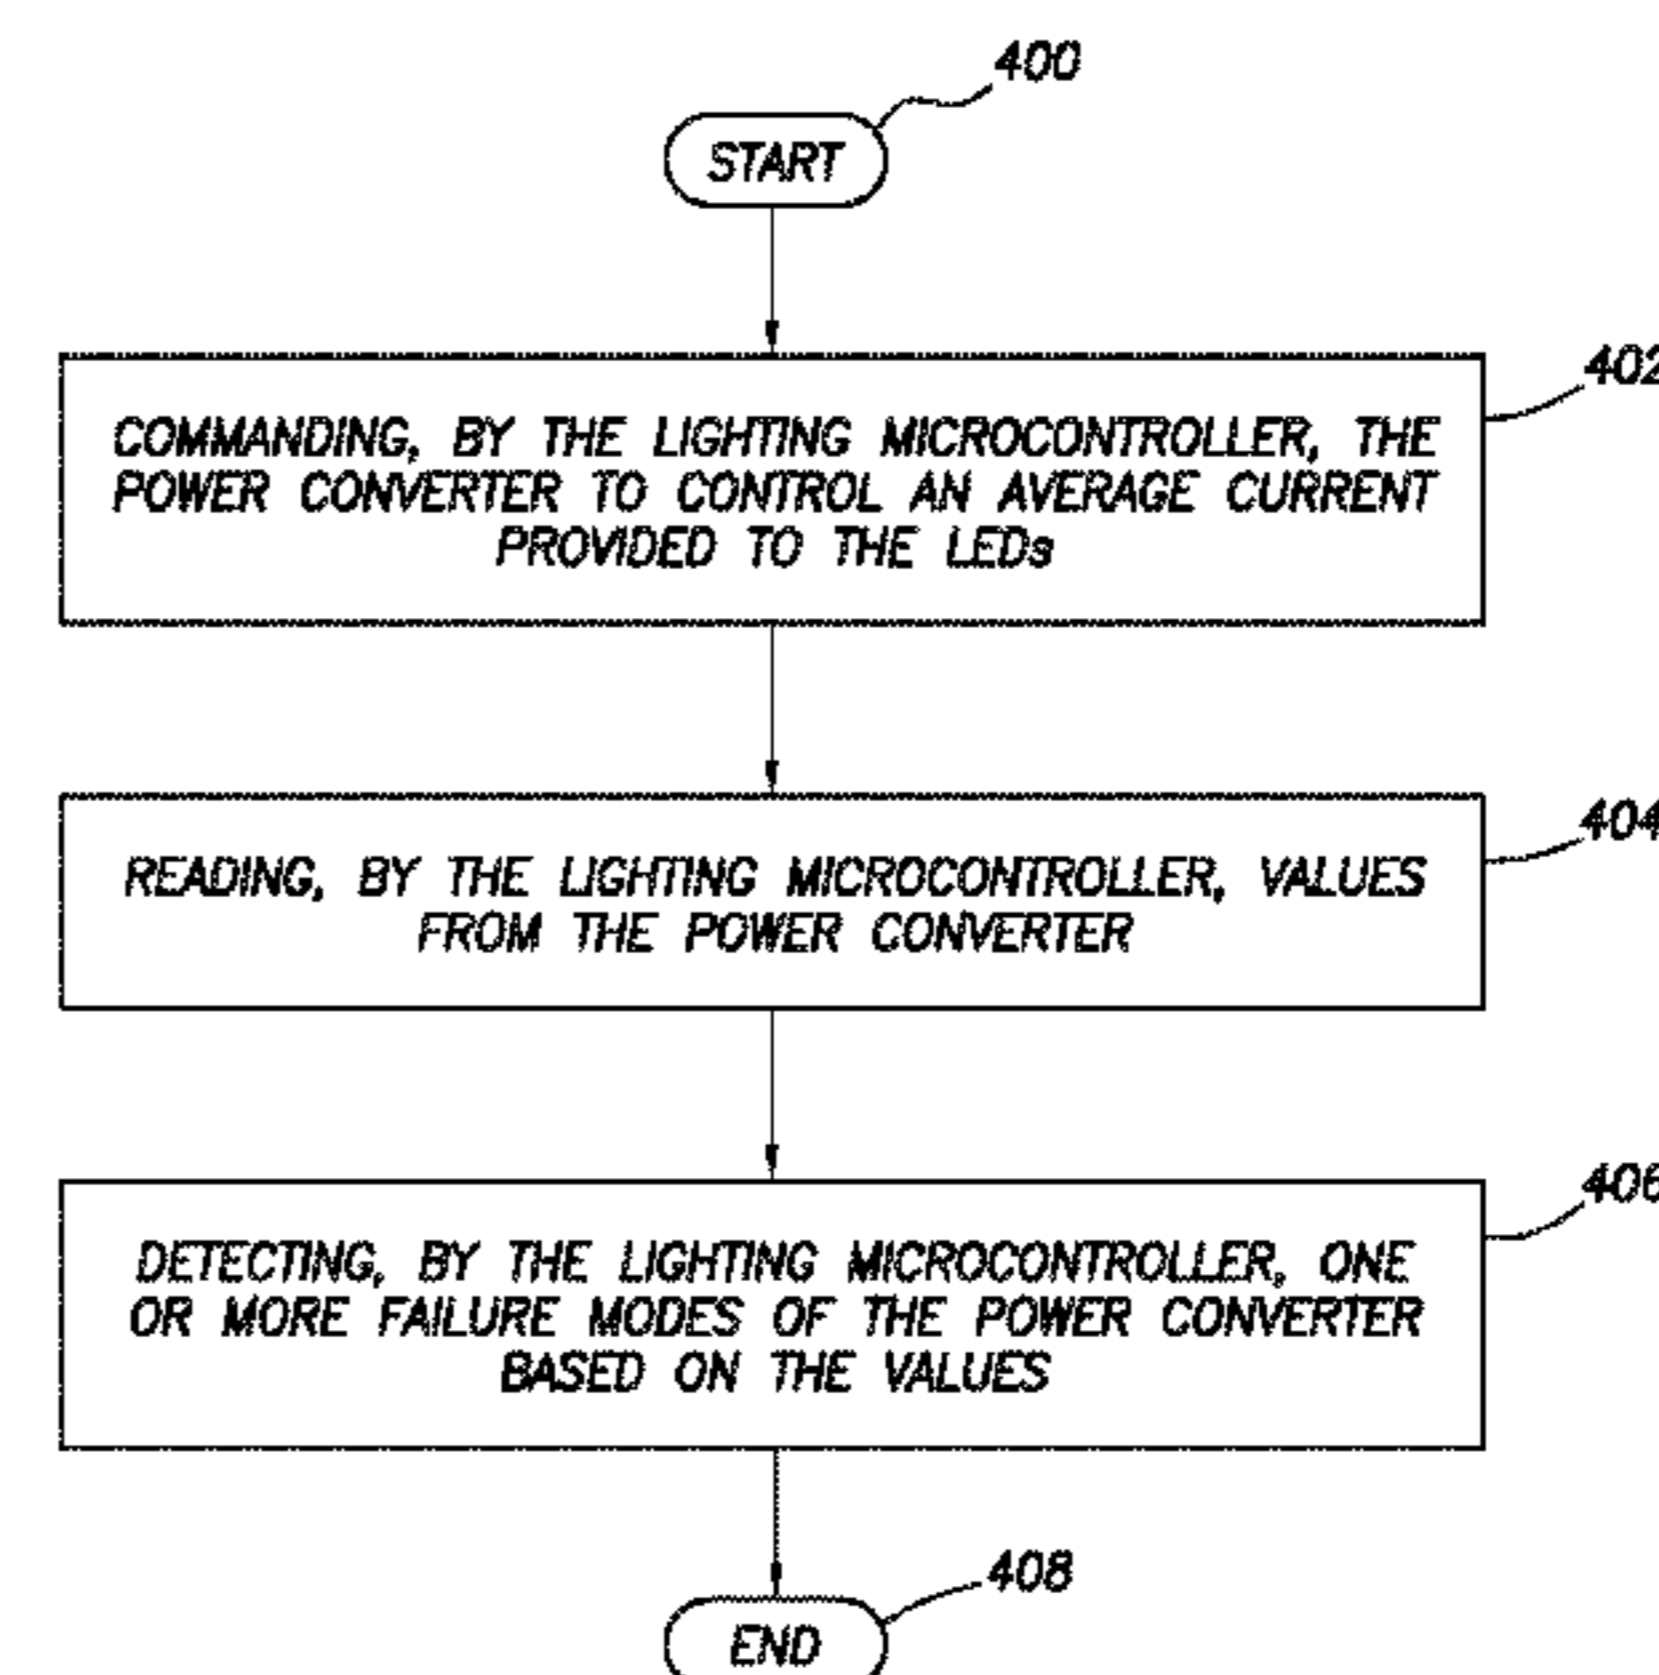 400
START
402
COMMANDING, BY THE LIGHTING MICROCONTROLLER, THE
POWER CONVERTER TO CONTROL AN AVERAGE CURRENT
PROVIDED TO THE LEDs
404
READING, BY THE LIGHTING MICROCONTROLLER, VALUES
FROM THE POWER CONVERTER
406
DETECTING, BY THE LIGHTING MICROCONTROLLER, ONE
OR MORE FAILURE MODES OF THE POWER CONVERTER
BASED ON THE VALUES
408
END